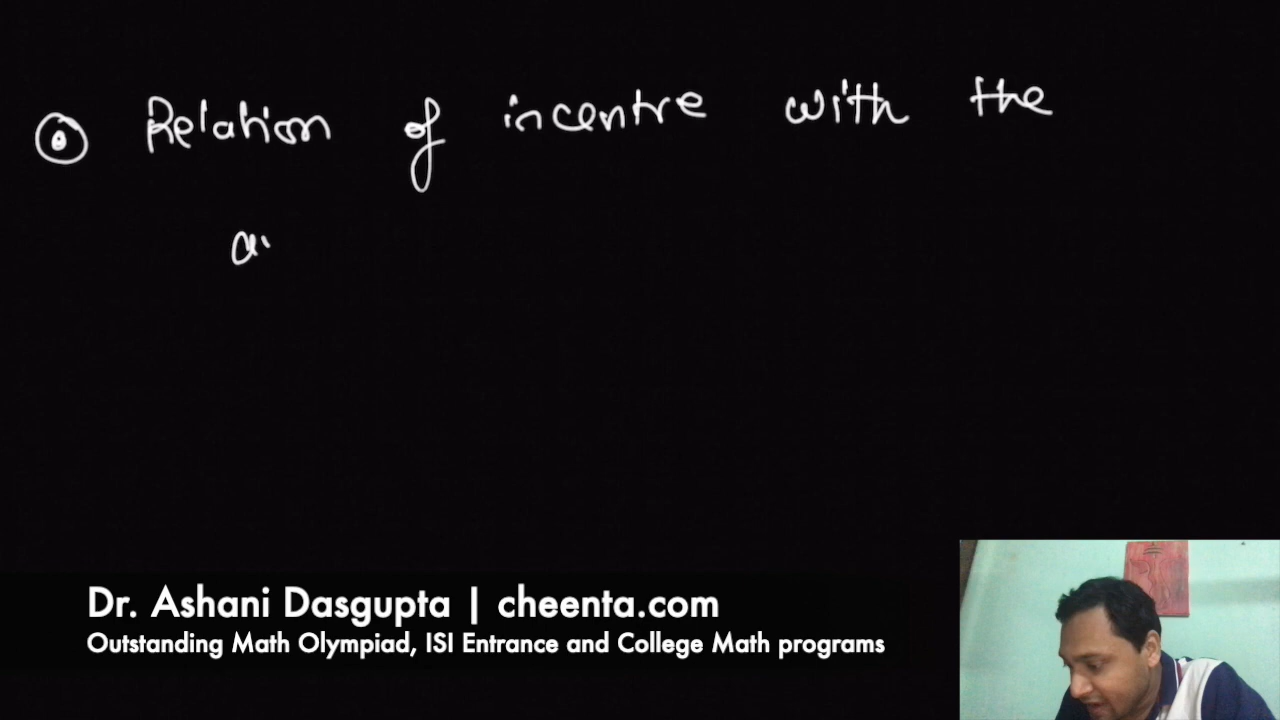 Relation of incentre with the
Dr. Ashani Dasgupta | cheenta.com
Outstanding Math Olympiad, ISI Entrance and College Math programs